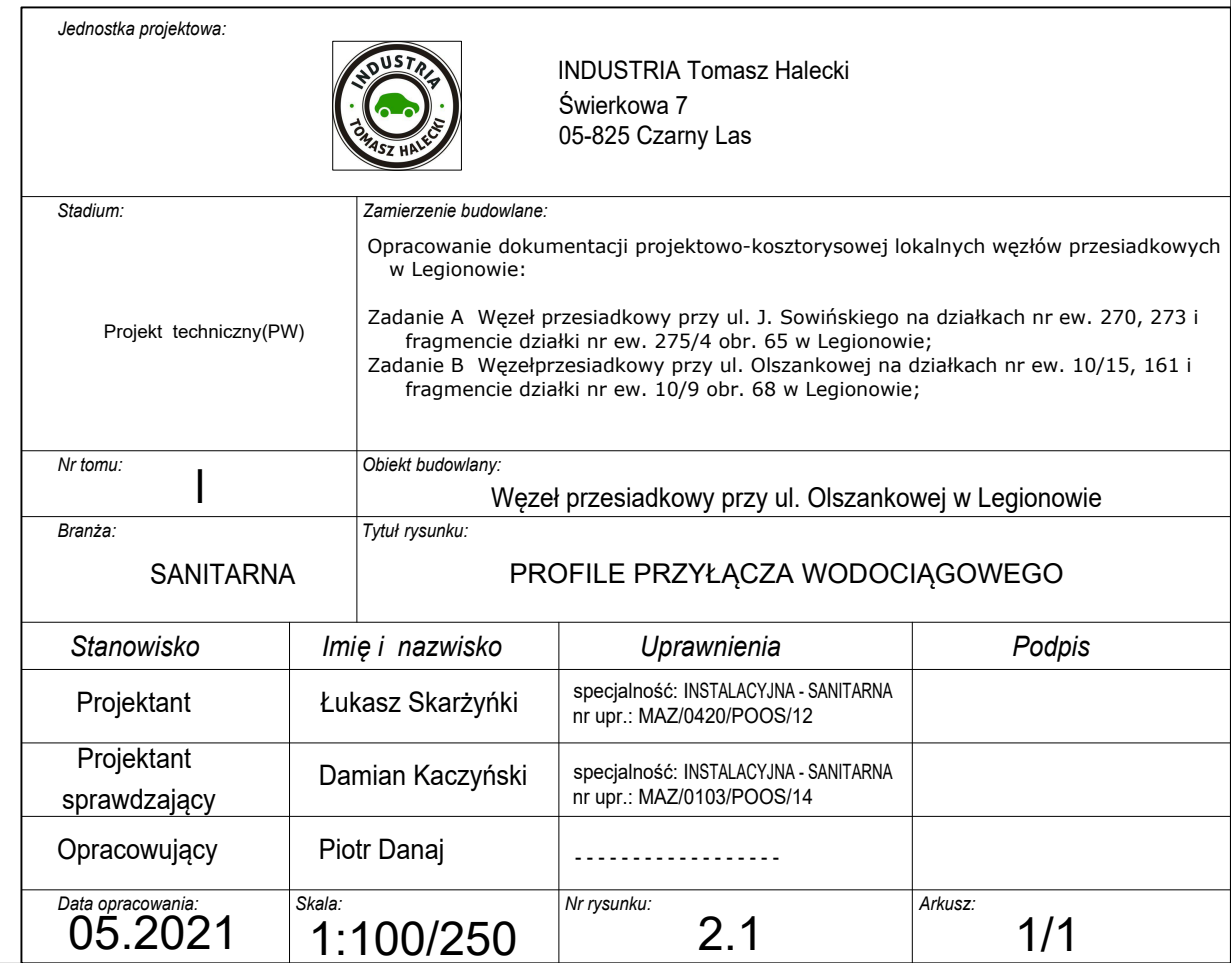 Jednostka projektowa:
INDUSTRIA
TOMASZ HALECKI
INDUSTRIA Tomasz Halecki
Świerkowa 7
05-825 Czarny Las
Stadium:
Projekt techniczny(PW)
Zamierzenie budowlane:
Opracowanie dokumentacji projektowo-kosztorysowej lokalnych węzłów przesiadkowych
w Legionowie:
Zadanie A Węzeł przesiadkowy przy ul. J. Sowińskiego na działkach nr ew. 270, 273 i
fragmencie działki nr ew. 275/4 obr. 65 w Legionowie;
Zadanie B Węzełprzesiadkowy przy ul. Olszankowej na działkach nr ew. 10/15, 161 i
fragmencie działki nr ew. 10/9 obr. 68 w Legionowie;
Nr tomu:
I
Obiekt budowlany:
Węzeł przesiadkowy przy ul. Olszankowej w Legionowie
Branża:
SANITARNA
Tytuł rysunku:
PROFILE PRZYŁĄCZA WODOCIĄGOWEGO
Stanowisko Imię i nazwisko Uprawnienia Podpis
Projektant
Łukasz Skarżyńki
specjalność: INSTALACYJNA - SANITARNA
nr upr.: MAZ/0420/POOS/12
Projektant
sprawdzający
Damian Kaczyński
specjalność: INSTALACYJNA - SANITARNA
nr upr.: MAZ/0103/POOS/14
Opracowujący
Piotr Danaj
- - - - - - - - - - - - - - - - - -
Data opracowania:
05.2021
Skala:
1:100/250
Nr rysunku:
2.1
Arkusz:
1/1